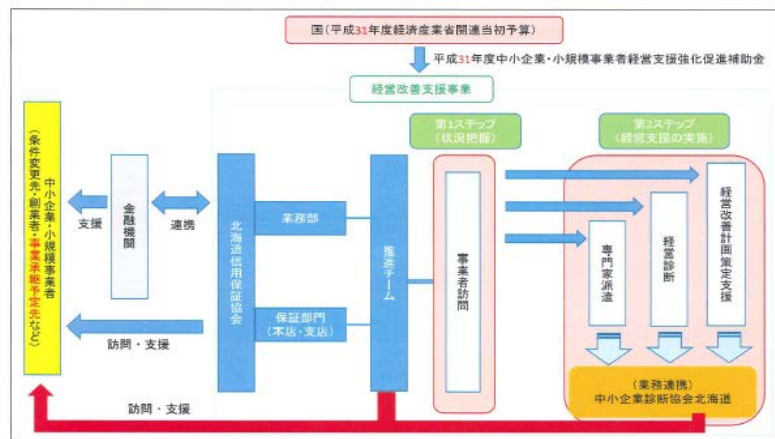 国(平成31年度経済産業省関連当初予算)
平成31年度中小企業・小規模事業者経営支援強化促進補助金
経営改善支援事業
第1ステップ
(状況把握)
第2ステップ
(経営支援の実施)
中小企業・小規模事業者
(条件変更先・創業者・事業承継予定先など)
支援
金融機関
連携
北海道信用保証協会
業務部
保証部門
(本店・支店)
推進チーム
事業者訪問
専門家派遣
経営診断
経営改善計画策定支援
訪問・支援
(業務連携)
中小企業診断協会北海道
訪問・支援